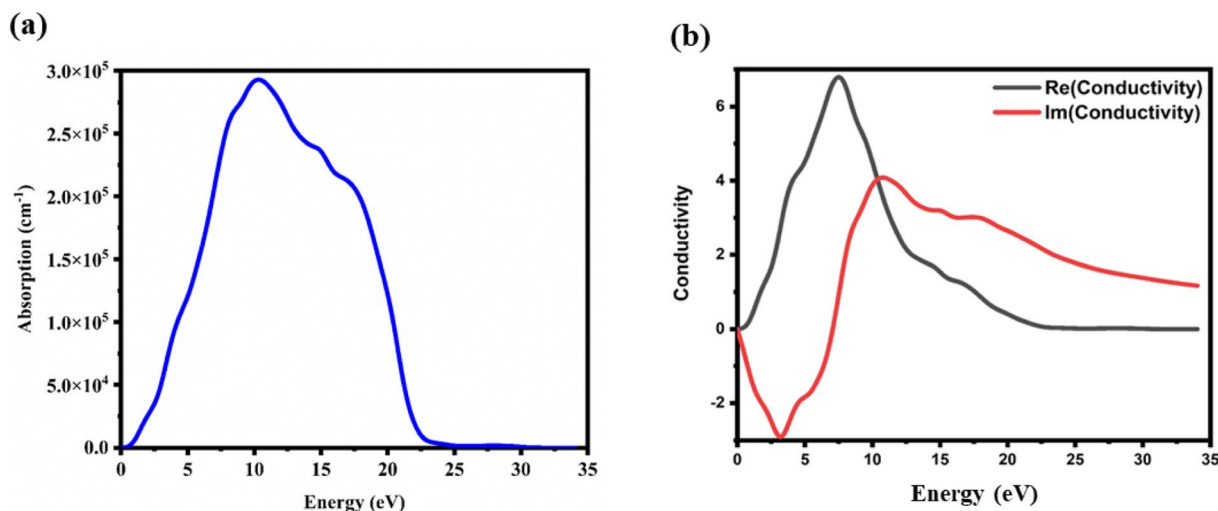 (a)
3.0×10⁵
2.5×10⁵
2.0×10⁵
1.5×10⁵
1.0×10⁵
5.0×10⁴
0.0
Absorption (cm⁻¹)
0 5 10 15 20 25 30 35
Energy (eV)
(b)
Re(Conductivity)
Im(Conductivity)
6
4
2
0
-2
Conductivity
0 5 10 15 20 25 30 35
Energy (eV)